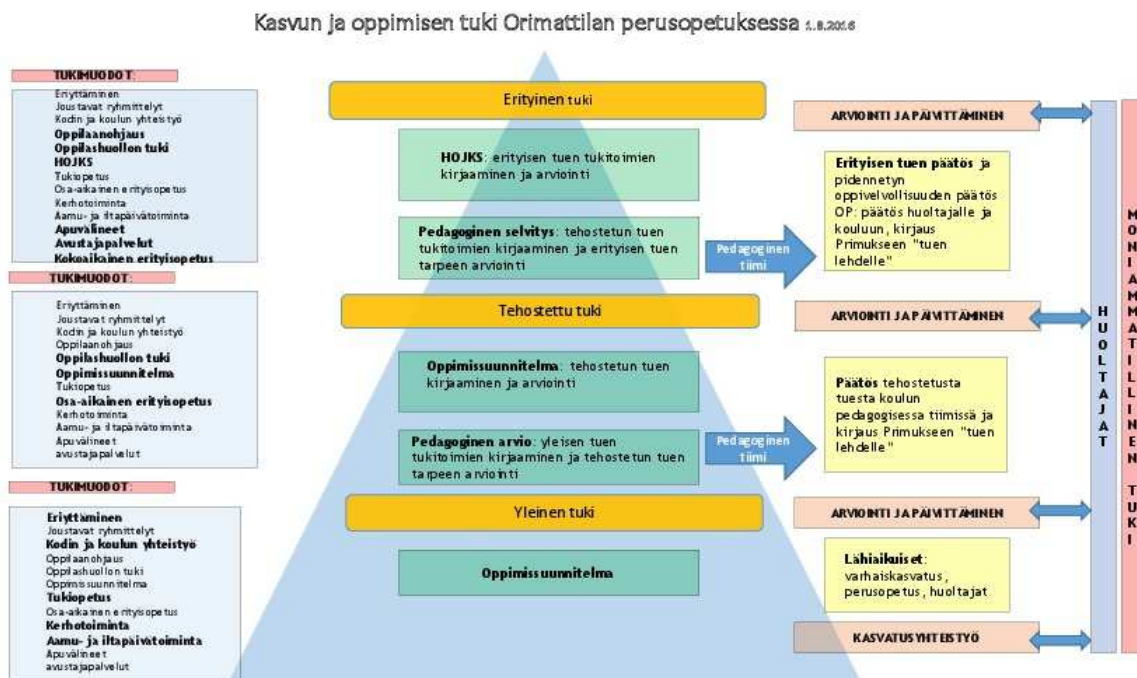 Kasvun ja oppimisen tuki Orimattilan perusopetuksessa 1.8.2016
TUKIMUODOT:
Eriyttäminen
Joustavat ryhmittelyt
Kodin ja koulun yhteistyö
Oppilaanohjaus
Oppilashuollon tuki
HOJKS
Tukiopetus
Osa-aikainen erityisopetus
Kerhotoiminta
Aamu- ja iltapäivätoiminta
Apuvälineet
Avustajapalvelut
Kokoaikainen erityisopetus
TUKIMUODOT:
Eriyttäminen
Joustavat ryhmittelyt
Kodin ja koulun yhteistyö
Oppilaanohjaus
Oppilashuollon tuki
Oppimissuunnitelma
Tukiopetus
Osa-aikainen erityisopetus
Kerhotoiminta
Aamu- ja iltapäivätoiminta
Apuvälineet
avustajapalvelut
TUKIMUODOT:
Eriyttäminen
Joustavat ryhmittelyt
Kodin ja koulun yhteistyö
Oppilaanohjaus
Oppilashuollon tuki
Oppimissuunnitelma
Tukiopetus
Osa-aikainen erityisopetus
Kerhotoiminta
Aamu- ja iltapäivätoiminta
Apuvälineet
avustajapalvelut
Erityinen tuki
HOJKS: erityisen tuen tukitoimien
kirjaaminen ja arviointi
Pedagoginen selvitys: tehostetun tuen
tukitoimien kirjaaminen ja erityisen tuen
tarpeen arviointi
Pedagoginen
tiimi
Tehostettu tuki
Oppimissuunnitelma: tehostetun tuen
kirjaaminen ja arviointi
Pedagoginen arvio: yleisen tuen
tukitoimien kirjaaminen ja tehostetun tuen
tarpeen arviointi
Pedagoginen
tiimi
Yleinen tuki
Oppimissuunnitelma
ARVIOINTI JA PÄIVITTÄMINEN
Erityisen tuen päätös ja
pidennetyn
oppivelvollisuuden päätös
OP: päätös huoltajalle ja
kouluun, kirjaus
Primukseen "tuen
lehdelle"
ARVIOINTI JA PÄIVITTÄMINEN
Päätös tehostetusta
tuesta koulun
pedagogisessa tiimissä ja
kirjaus Primukseen "tuen
lehdelle"
ARVIOINTI JA PÄIVITTÄMINEN
Lähiaikuiset:
varhaiskasvatus,
perusopetus, huoltajat
KASVATUSYHTEISTYÖ
HUOLTAJAT
MONIAMMATILLINEN TUKI